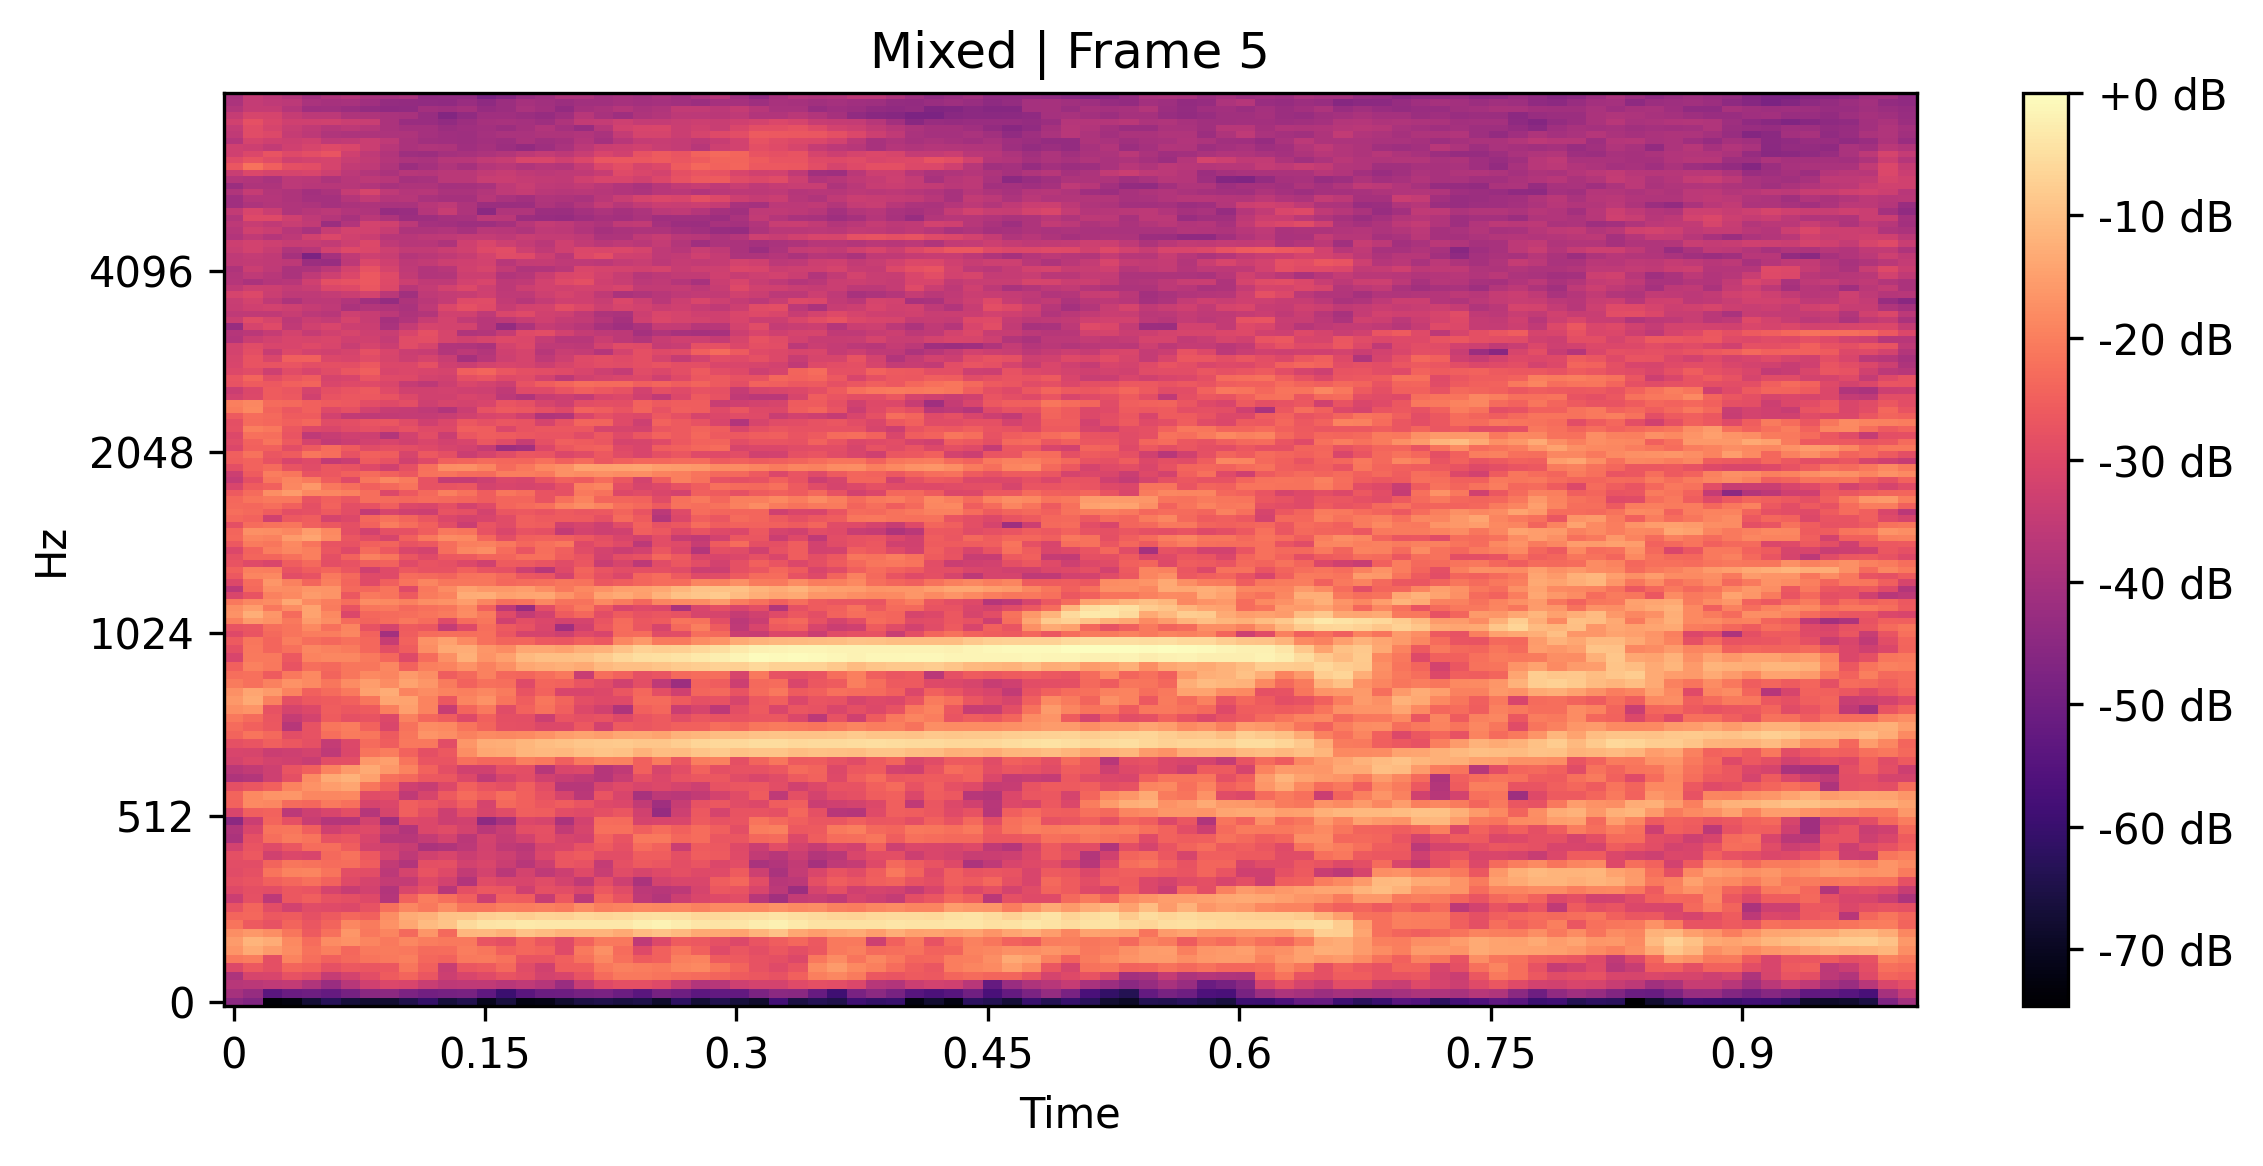 Mixed | Frame 5
Hz
4096
2048
1024
512
0
0
0.15
0.3
0.45
0.6
0.75
0.9
Time
+0 dB
-10 dB
-20 dB
-30 dB
-40 dB
-50 dB
-60 dB
-70 dB